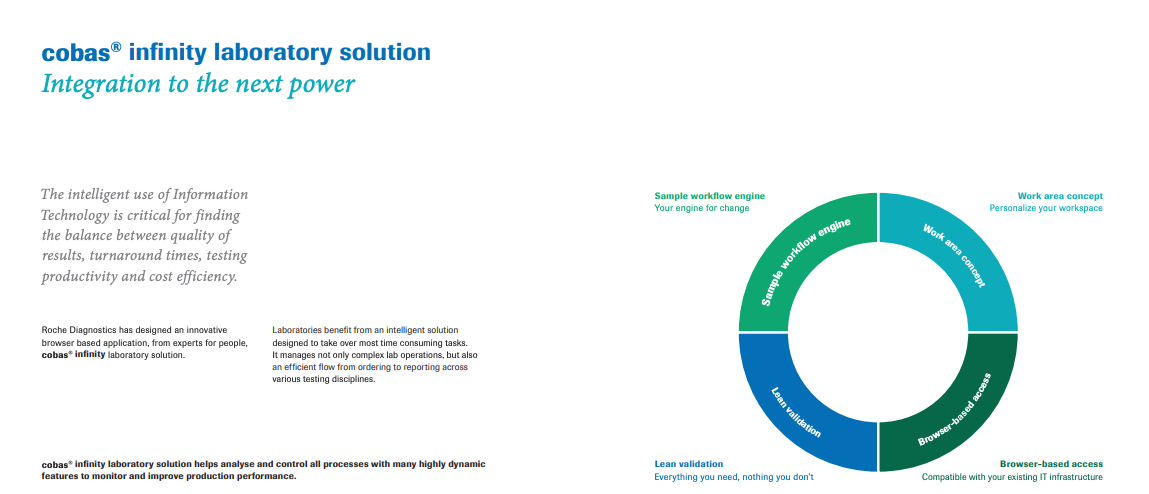 cobas® infinity laboratory solution
Integration to the next power
The intelligent use of Information
Technology is critical for finding
the balance between quality of
results, turnaround times, testing
productivity and cost efficiency.
Roche Diagnostics has designed an innovative
browser based application, from experts for people,
cobas® infinity laboratory solution.
Laboratories benefit from an intelligent solution
designed to take over most time consuming tasks.
It manages not only complex lab operations, but also
an efficient flow from ordering to reporting across
various testing disciplines.
cobas® infinity laboratory solution helps analyse and control all processes with many highly dynamic
features to monitor and improve production performance.
Sample workflow engine
Your engine for change
Work area concept
Personalize your workspace
Sample workflow engine
Work area concept
Lean validation
Browser-based access
Lean validation
Everything you need, nothing you don't
Browser-based access
Compatible with your existing IT infrastructure